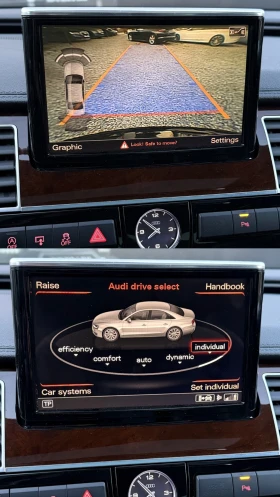 Graphic
Look! Safe to move?
Settings
Raise
Audi drive select
Handbook
efficiency
comfort
auto
dynamic
individual
Car systems
Set individual
TP